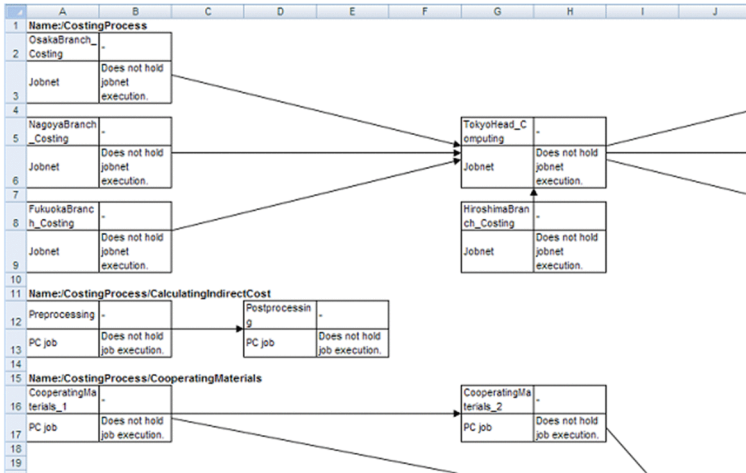 A B C D E F G H I J
1 Name:/CostingProcess
2 OsakaBranch_
Costing - 
3 Jobnet Does not hold
jobnet
execution.
4
5 NagoyaBranch
_Costing - TokyoHead_C
omputing -
6 Jobnet Does not hold
jobnet
execution. Jobnet Does not hold
jobnet
execution.
7
8 FukuokaBranc
h_Costing - HiroshimaBran
ch_Costing -
9 Jobnet Does not hold
jobnet
execution. Jobnet Does not hold
jobnet
execution.
10
11 Name:/CostingProcess/CalculatingIndirectCost
12 Preprocessing - Postprocessin
g -
13 PC job Does not hold
job execution. PC job Does not hold
job execution.
14
15 Name:/CostingProcess/CooperatingMaterials
16 CooperatingMa
terials_1 - CooperatingMa
terials_2 -
17 PC job Does not hold
job execution. PC job Does not hold
job execution.
18
19